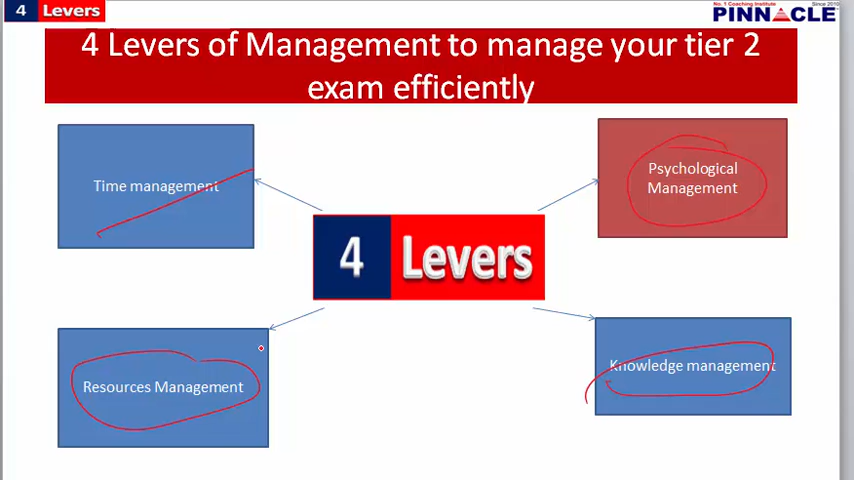 4 Levers
No. 1 Coaching Institute
Since 2010
PINNACLE
4 Levers of Management to manage your tier 2
exam efficiently
Time management
Psychological
Management
4 Levers
Resources Management
Knowledge management